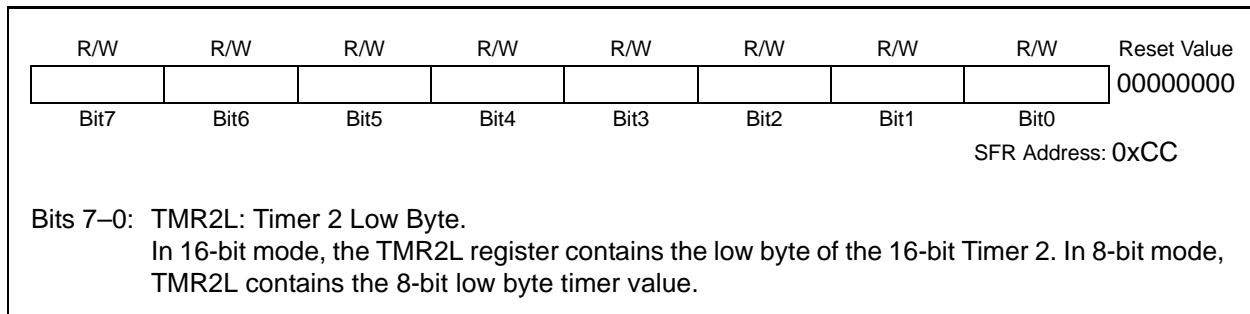 R/W R/W R/W R/W R/W R/W R/W R/W Reset Value
00000000
Bit7 Bit6 Bit5 Bit4 Bit3 Bit2 Bit1 Bit0
SFR Address: 0xCC
Bits 7–0: TMR2L: Timer 2 Low Byte.
In 16-bit mode, the TMR2L register contains the low byte of the 16-bit Timer 2. In 8-bit mode,
TMR2L contains the 8-bit low byte timer value.